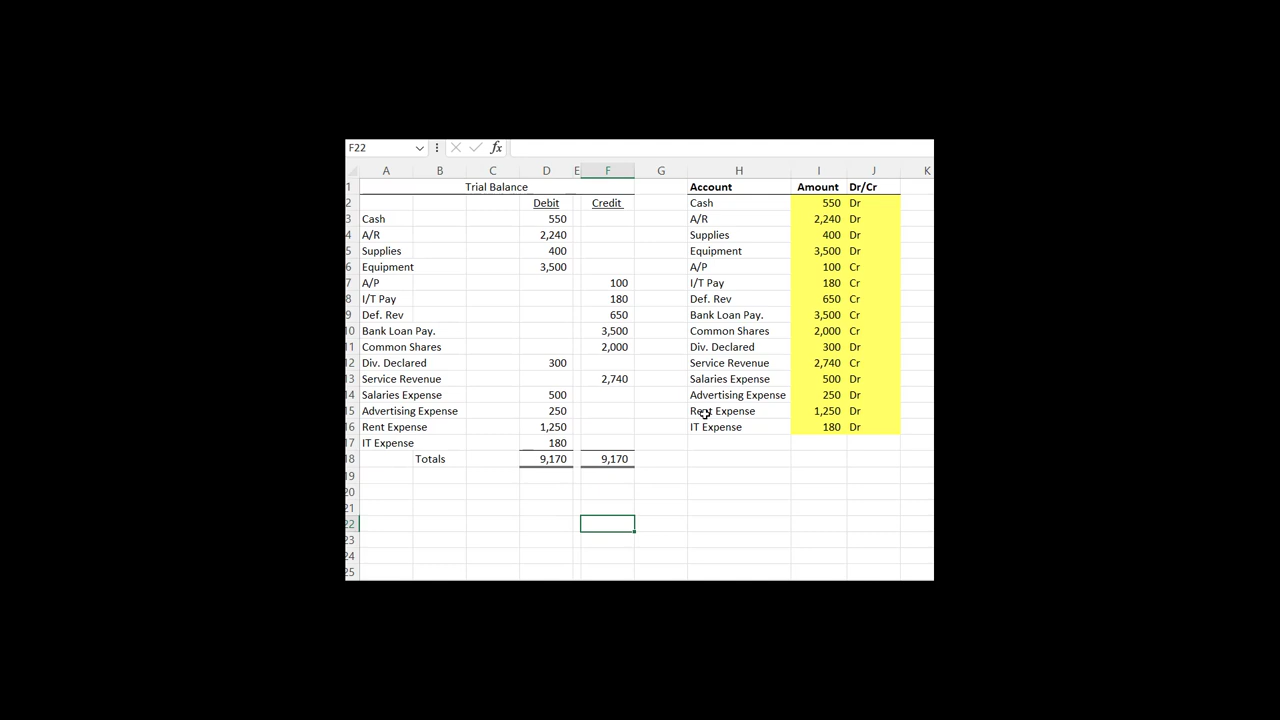 F22 fx
A B C D E F G H I J K
1 Trial Balance Account Amount Dr/Cr
2 Debit Credit Cash 550 Dr
3 Cash 550 A/R 2,240 Dr
4 A/R 2,240 Supplies 400 Dr
5 Supplies 400 Equipment 3,500 Dr
6 Equipment 3,500 A/P 100 Cr
7 A/P 100 I/T Pay 180 Cr
8 I/T Pay 180 Def. Rev 650 Cr
9 Def. Rev 650 Bank Loan Pay. 3,500 Cr
10 Bank Loan Pay. 3,500 Common Shares 2,000 Cr
11 Common Shares 2,000 Div. Declared 300 Dr
12 Div. Declared 300 Service Revenue 2,740 Cr
13 Service Revenue 2,740 Salaries Expense 500 Dr
14 Salaries Expense 500 Advertising Expense 250 Dr
15 Advertising Expense 250 Rent Expense 1,250 Dr
16 Rent Expense 1,250 IT Expense 180 Dr
17 IT Expense 180
18 Totals 9,170 9,170
19
20
21
22
23
24
25